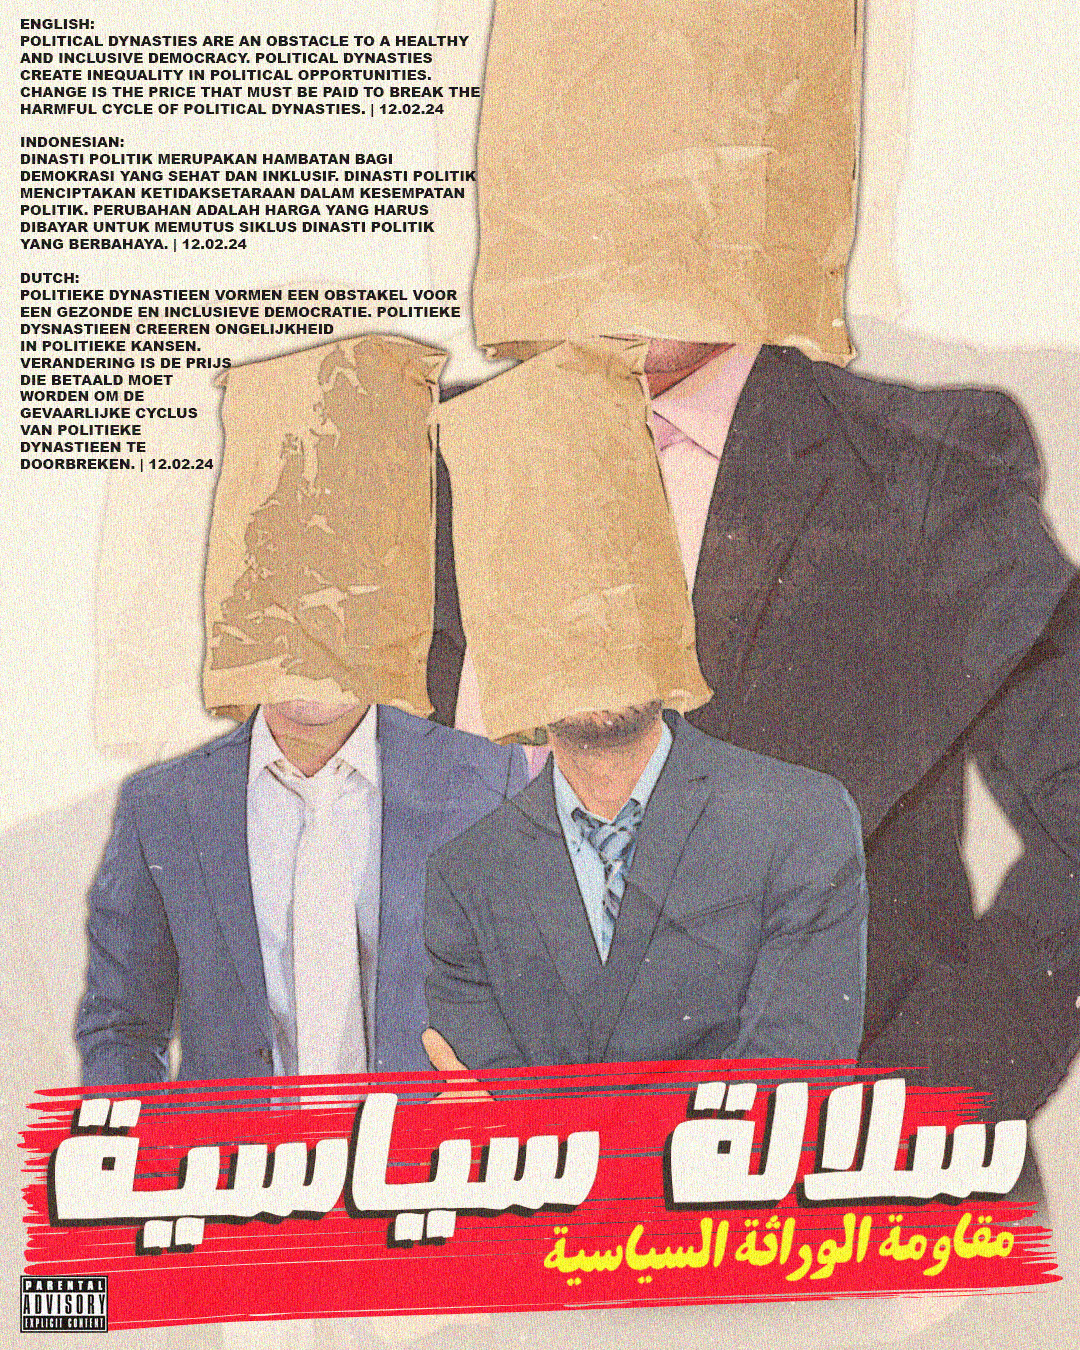 ENGLISH:
POLITICAL DYNASTIES ARE AN OBSTACLE TO A HEALTHY
AND INCLUSIVE DEMOCRACY. POLITICAL DYNASTIES
CREATE INEQUALITY IN POLITICAL OPPORTUNITIES.
CHANGE IS THE PRICE THAT MUST BE PAID TO BREAK THE
HARMFUL CYCLE OF POLITICAL DYNASTIES. | 12.02.24
INDONESIAN:
DINASTI POLITIK MERUPAKAN HAMBATAN BAGI
DEMOKRASI YANG SEHAT DAN INKLUSIF. DINASTI POLITIK
MENCIPTAKAN KETIDAKSETARAAN DALAM KESEMPATAN
POLITIK. PERUBAHAN ADALAH HARGA YANG HARUS
DIBAYAR UNTUK MEMUTUS SIKLUS DINASTI POLITIK
YANG BERBAHAYA. | 12.02.24
DUTCH:
POLITIEKE DYNASTIEEN VORMEN EEN OBSTAKEL VOOR
EEN GEZONDE EN INCLUSIEVE DEMOCRATIE. POLITIEKE
DYSNASTIEEN CREEREN ONGELIJKHEID
IN POLITIEKE KANSEN.
VERANDERING IS DE PRIJS
DIE BETAALD MOET
WORDEN OM DE
GEVAARLIJKE CYCLUS
VAN POLITIEKE
DYNASTIEEN TE
DOORBREKEN. | 12.02.24
سلالة سياسية
مقاومة الوراثة السياسية
PARENTAL
ADVISORY
EXPLICIT CONTENT